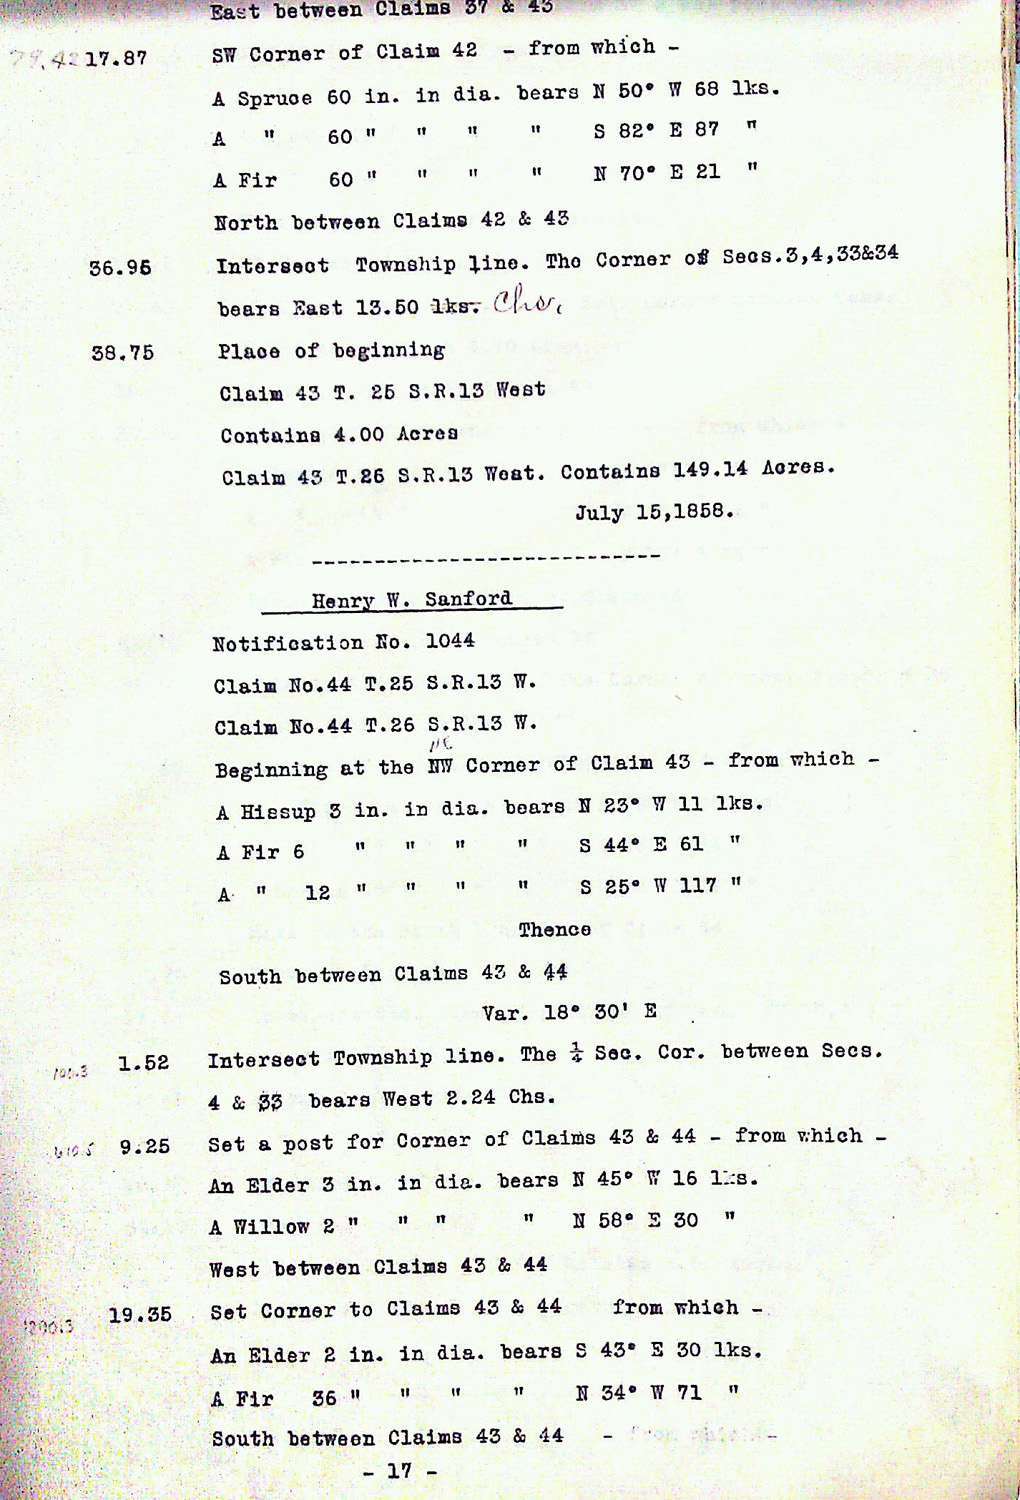 East between Claims 37 & 43
17.87 SW Corner of Claim 42 - from which -
A Spruce 60 in. in dia. bears N 50° W 68 lks.
A " 60 " " " " S 82° E 87 "
A Fir 60 " " " " N 70° E 21 "
North between Claims 42 & 43
36.95 Intersect Township line. The Corner of Secs.3,4,33&34
bears East 13.50 lks. Chs.
38.75 Place of beginning
Claim 43 T. 25 S.R.13 West
Contains 4.00 Acres
Claim 43 T.26 S.R.13 West. Contains 149.14 Acres.
July 15,1858.
----------------------------
Henry W. Sanford
Notification No. 1044
Claim No.44 T.25 S.R.13 W.
Claim No.44 T.26 S.R.13 W.
NE
Beginning at the NW Corner of Claim 43 - from which -
A Hissup 3 in. in dia. bears N 23° W 11 lks.
A Fir 6 " " " " S 44° E 61 "
A " 12 " " " " S 25° W 117 "
Thence
South between Claims 43 & 44
Var. 18° 30' E
100.3 1.52 Intersect Township line. The ¼ Sec. Cor. between Secs.
4 & 33 bears West 2.24 Chs.
610.5 9.25 Set a post for Corner of Claims 43 & 44 - from which -
An Elder 3 in. in dia. bears N 45° W 16 lks.
A Willow 2 " " " " N 58° E 30 "
West between Claims 43 & 44
19.35 Set Corner to Claims 43 & 44 from which -
An Elder 2 in. in dia. bears S 43° E 30 lks.
A Fir 36 " " " " N 34° W 71 "
South between Claims 43 & 44 -
- 17 -